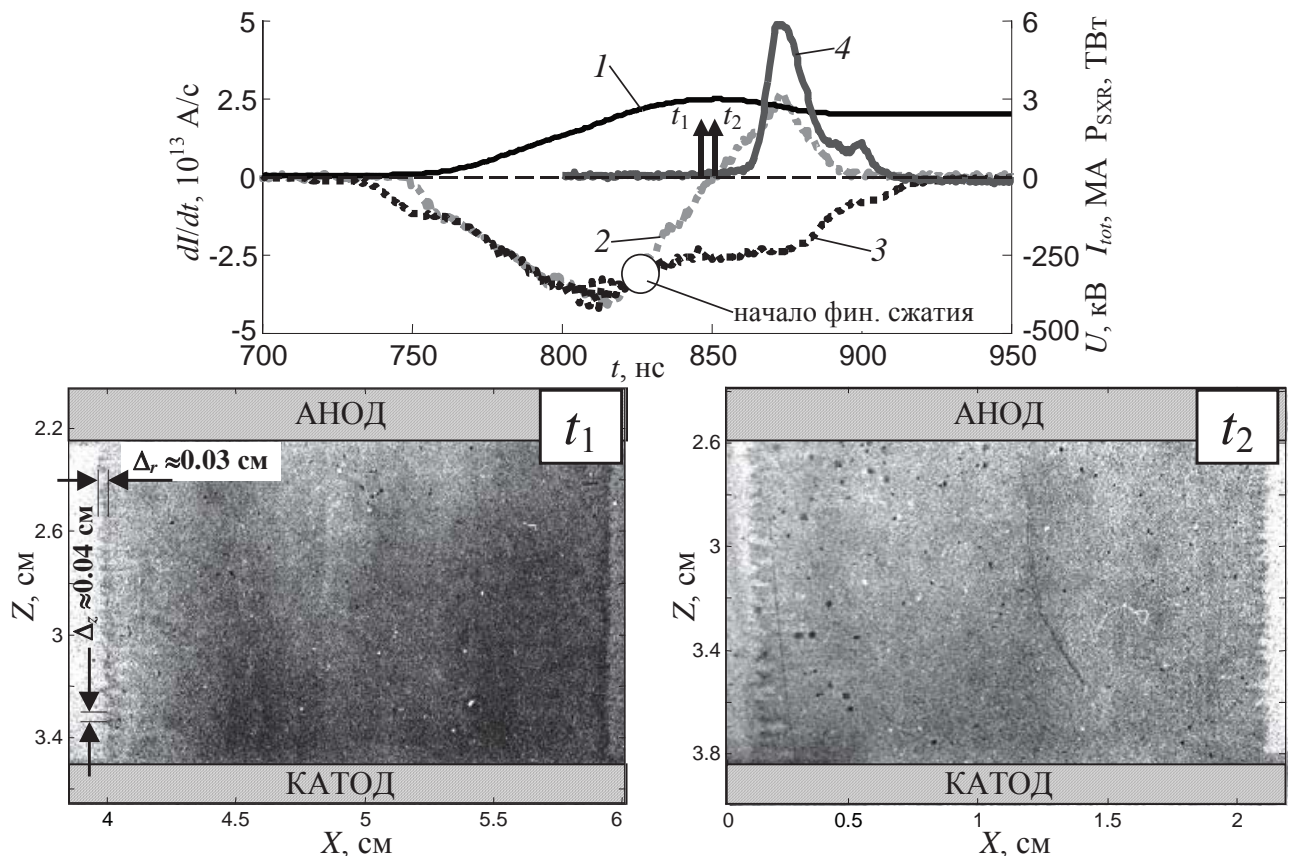 5
2.5
0
-2.5
-5
dI/dt, 10¹³ А/с
6
3
0
-250
-500
U, кВ I_tot, МА P_SXR, ТВт
1
2
3
4
t₁ t₂
начало фин. сжатия
700 750 800 850 900 950
t, нс
АНОД
t₁
Δ_r ≈0.03 см
Δ_z ≈0.04 см
2.2
2.6
3
3.4
Z, см
КАТОД
4 4.5 5 5.5 6
X, см
АНОД
t₂
2.6
3
3.4
3.8
Z, см
КАТОД
0 0.5 1 1.5 2
X, см